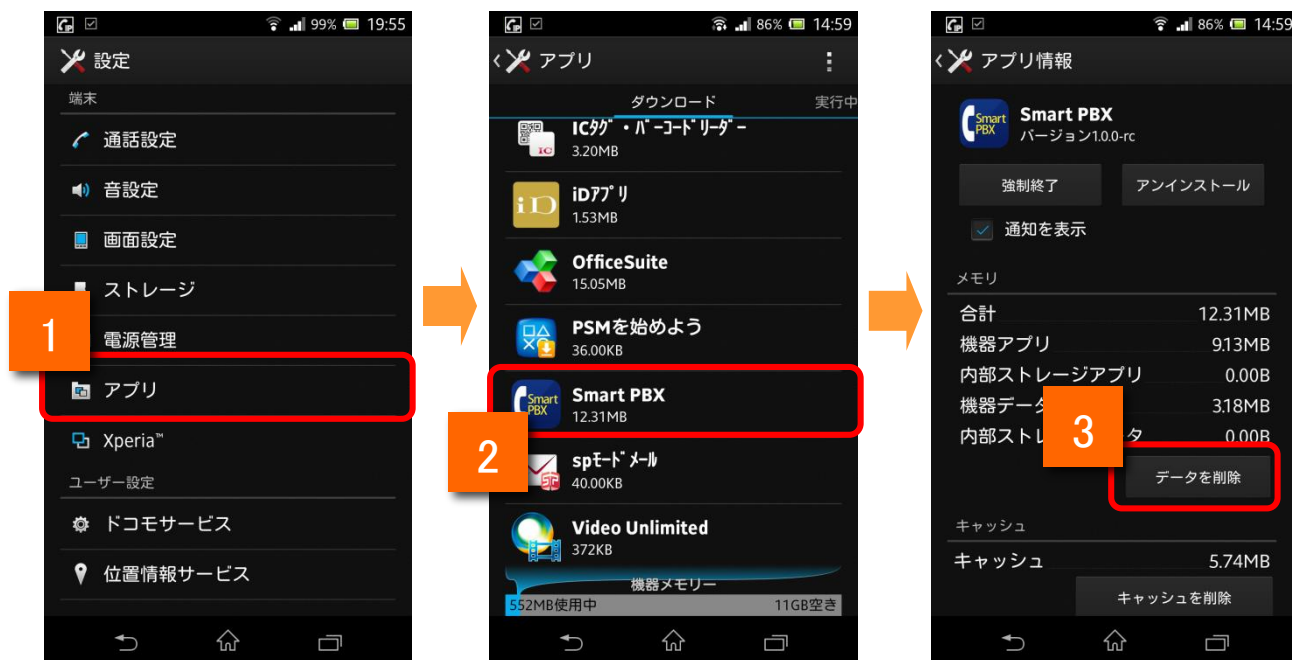 99% 19:55
設定
端末
通話設定
音設定
画面設定
ストレージ
1
電源管理
アプリ
Xperia™
ユーザー設定
ドコモサービス
位置情報サービス
86% 14:59
アプリ
ダウンロード 実行中
ICﾀｸﾞ・ﾊﾞｰｺｰﾄﾞﾘｰﾀﾞｰ
3.20MB
iDｱﾌﾟﾘ
1.53MB
OfficeSuite
15.05MB
PSMを始めよう
36.00KB
Smart PBX
Smart PBX
12.31MB
2
spﾓｰﾄﾞﾒｰﾙ
40.00KB
Video Unlimited
372KB
機器メモリー
552MB使用中 11GB空き
86% 14:59
アプリ情報
Smart PBX
Smart PBX
バージョン1.0.0-rc
強制終了 アンインストール
通知を表示
メモリ
合計 12.31MB
機器アプリ 9.13MB
内部ストレージアプリ 0.00B
機器デー 3.18MB
3
内部スト タ 0.00B
データを削除
キャッシュ
キャッシュ 5.74MB
キャッシュを削除